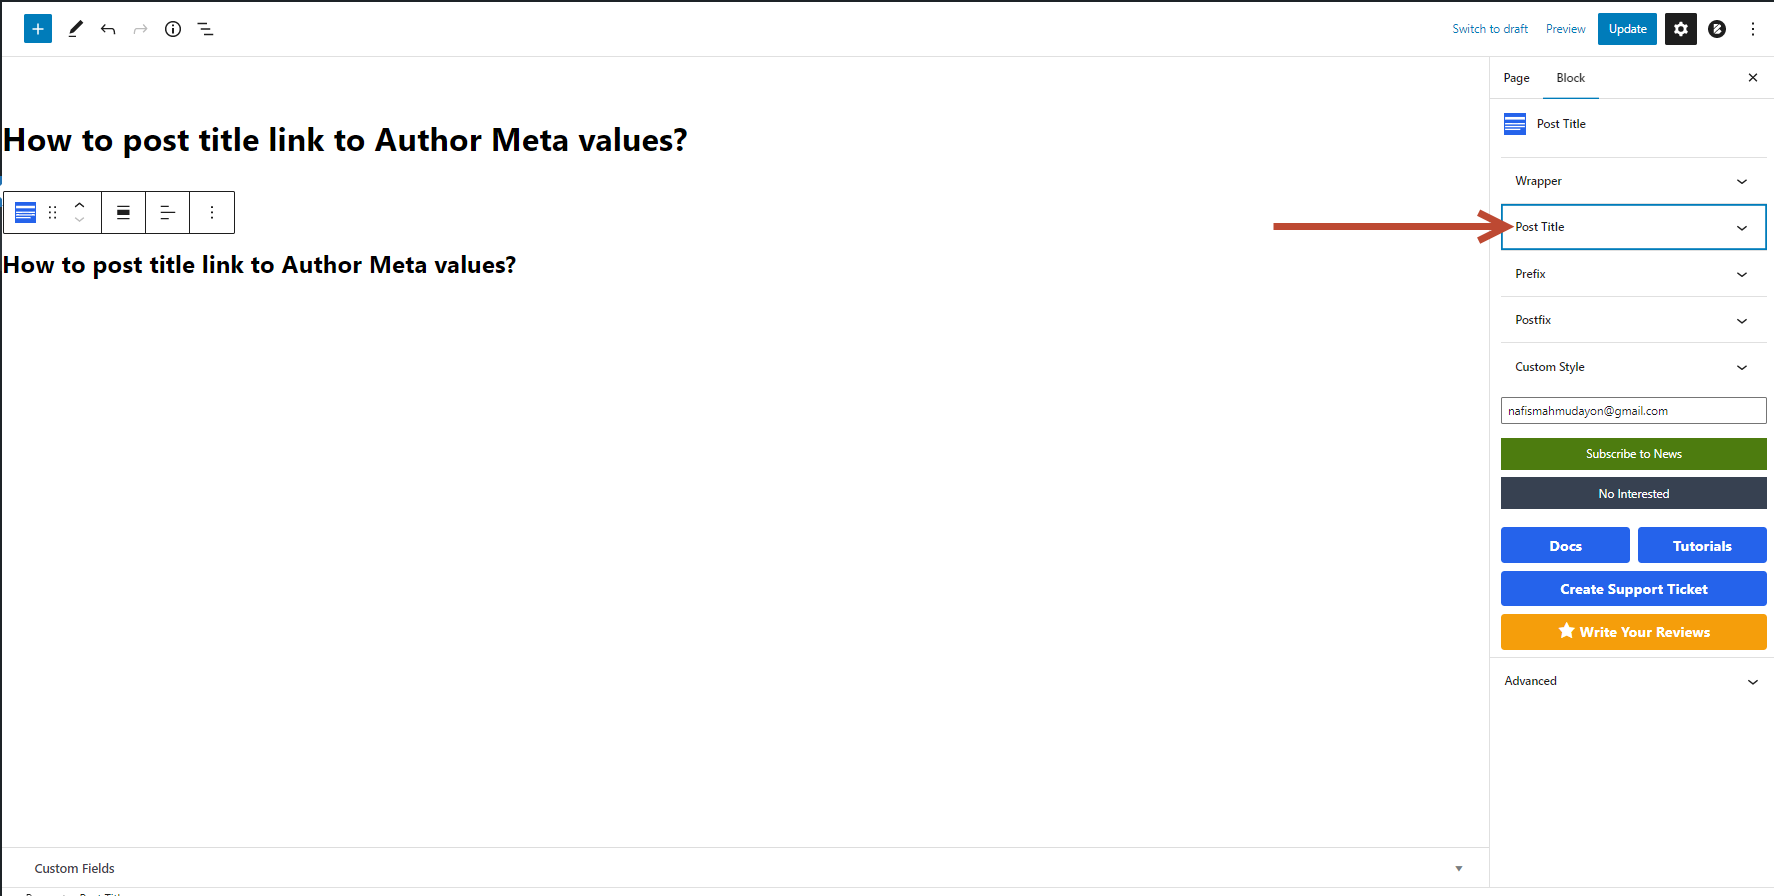 Switch to draft Preview Update
Page Block
Post Title
How to post title link to Author Meta values?
Wrapper
Post Title
How to post title link to Author Meta values?
Prefix
Postfix
Custom Style
nafismahmudayon@gmail.com
Subscribe to News
No Interested
Docs Tutorials
Create Support Ticket
Write Your Reviews
Advanced
Custom Fields